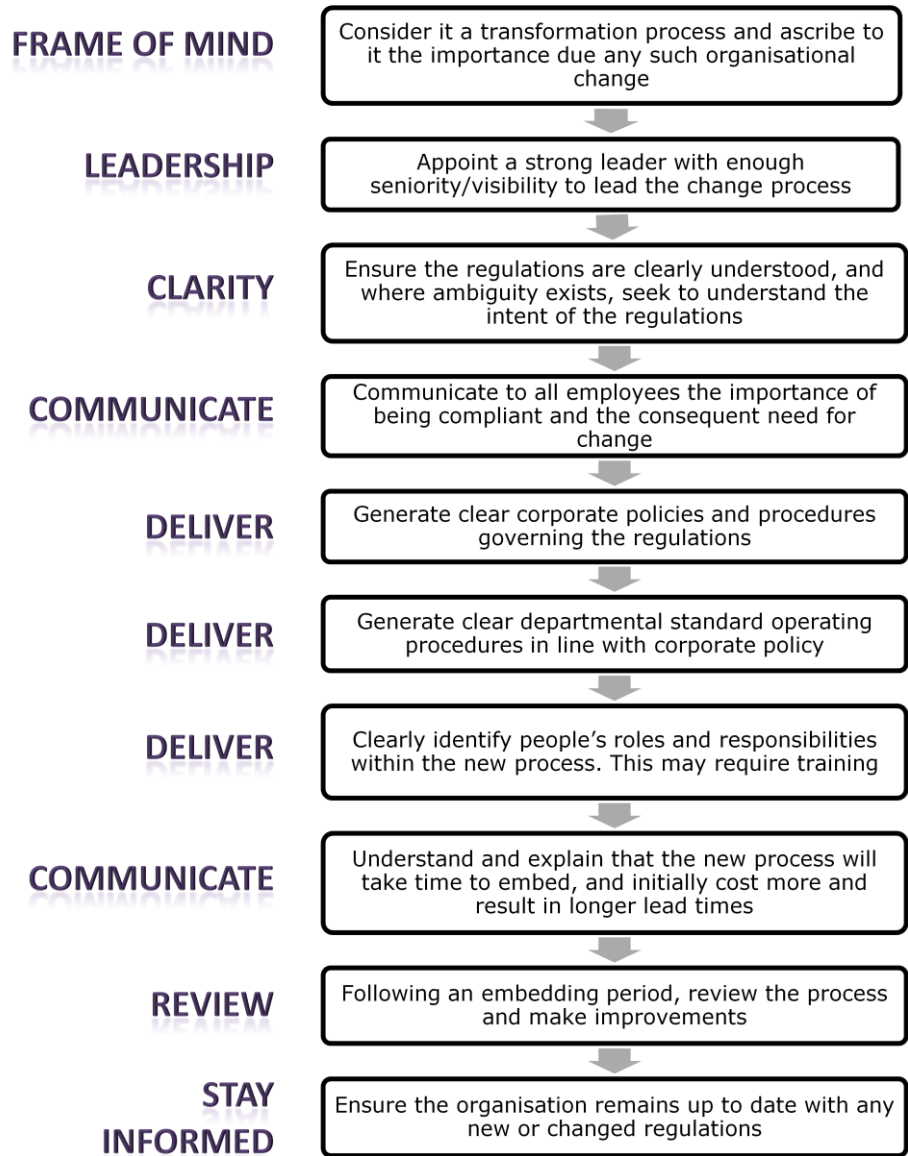 FRAME OF MIND
Consider it a transformation process and ascribe to
it the importance due any such organisational
change
LEADERSHIP
Appoint a strong leader with enough
seniority/visibility to lead the change process
CLARITY
Ensure the regulations are clearly understood, and
where ambiguity exists, seek to understand the
intent of the regulations
COMMUNICATE
Communicate to all employees the importance of
being compliant and the consequent need for
change
DELIVER
Generate clear corporate policies and procedures
governing the regulations
DELIVER
Generate clear departmental standard operating
procedures in line with corporate policy
DELIVER
Clearly identify people’s roles and responsibilities
within the new process. This may require training
COMMUNICATE
Understand and explain that the new process will
take time to embed, and initially cost more and
result in longer lead times
REVIEW
Following an embedding period, review the process
and make improvements
STAY
INFORMED
Ensure the organisation remains up to date with any
new or changed regulations